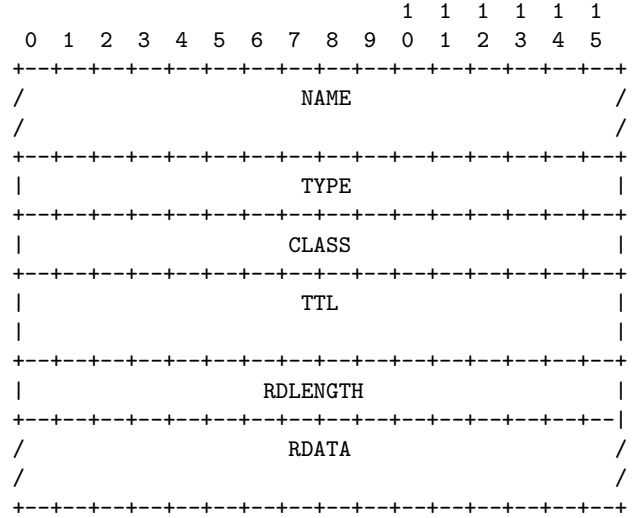 1  1  1  1  1  1
  0  1  2  3  4  5  6  7  8  9  0  1  2  3  4  5
+--+--+--+--+--+--+--+--+--+--+--+--+--+--+--+--+
/                      NAME                     /
/                                               /
+--+--+--+--+--+--+--+--+--+--+--+--+--+--+--+--+
|                      TYPE                     |
+--+--+--+--+--+--+--+--+--+--+--+--+--+--+--+--+
|                     CLASS                     |
+--+--+--+--+--+--+--+--+--+--+--+--+--+--+--+--+
|                      TTL                      |
|                                               |
+--+--+--+--+--+--+--+--+--+--+--+--+--+--+--+--+
|                   RDLENGTH                    |
+--+--+--+--+--+--+--+--+--+--+--+--+--+--+--+--|
/                     RDATA                     /
/                                               /
+--+--+--+--+--+--+--+--+--+--+--+--+--+--+--+--+